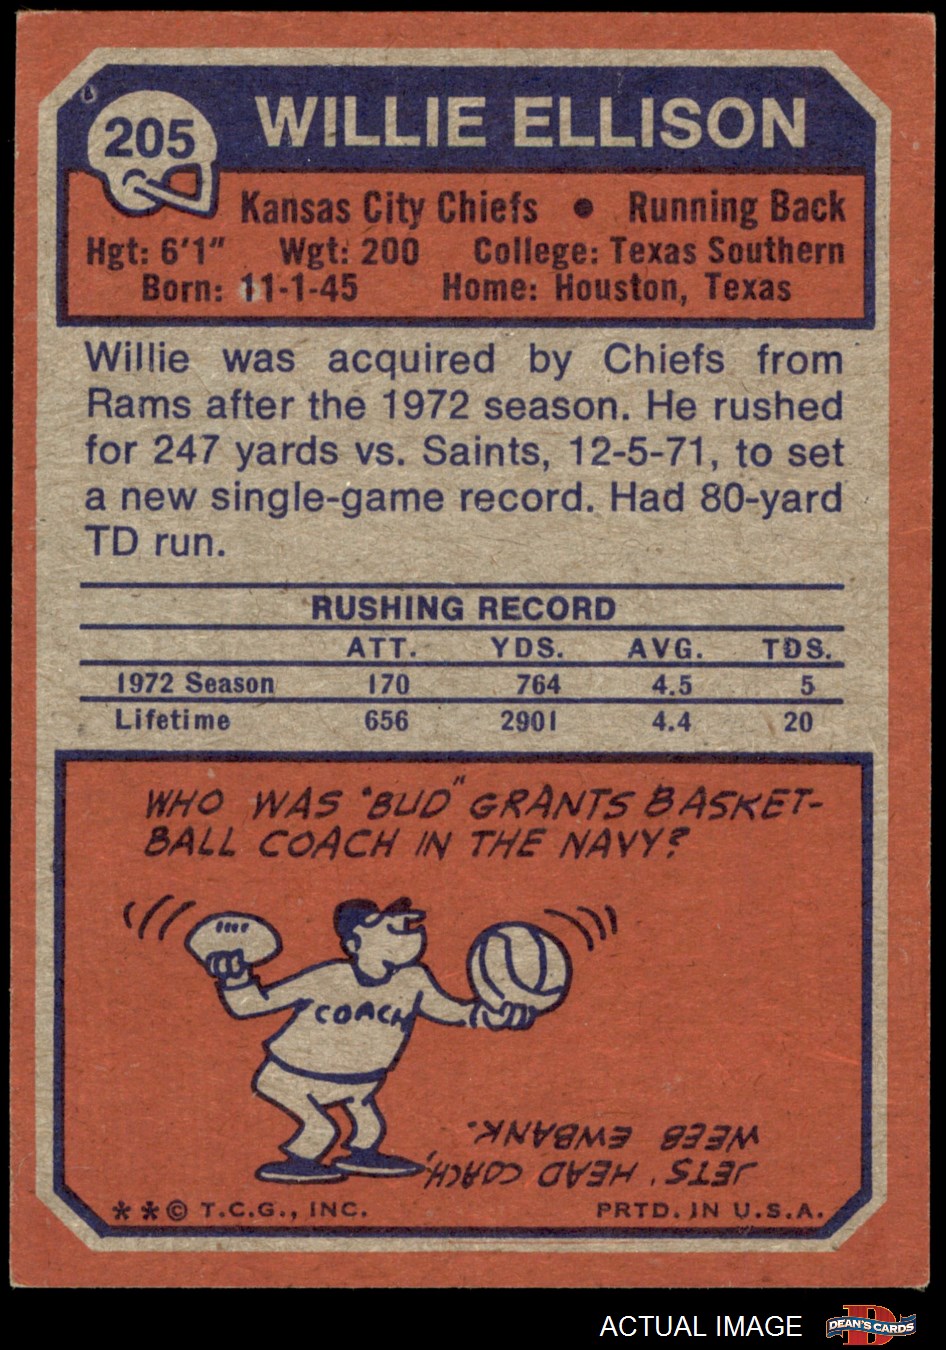 205
WILLIE ELLISON
Kansas City Chiefs • Running Back
Hgt: 6'1" Wgt: 200 College: Texas Southern
Born: 11-1-45 Home: Houston, Texas
Willie was acquired by Chiefs from
Rams after the 1972 season. He rushed
for 247 yards vs. Saints, 12-5-71, to set
a new single-game record. Had 80-yard
TD run.
RUSHING RECORD
ATT. YDS. AVG. TDS.
1972 Season 170 764 4.5 5
Lifetime 656 2901 4.4 20
WHO WAS "BUD" GRANTS BASKET-
BALL COACH IN THE NAVY?
COACH
JETS' HEAD COACH,
WEEB EWBANK.
** © T.C.G., INC. PRTD. IN U.S.A.
ACTUAL IMAGE
D
DEAN'S CARDS